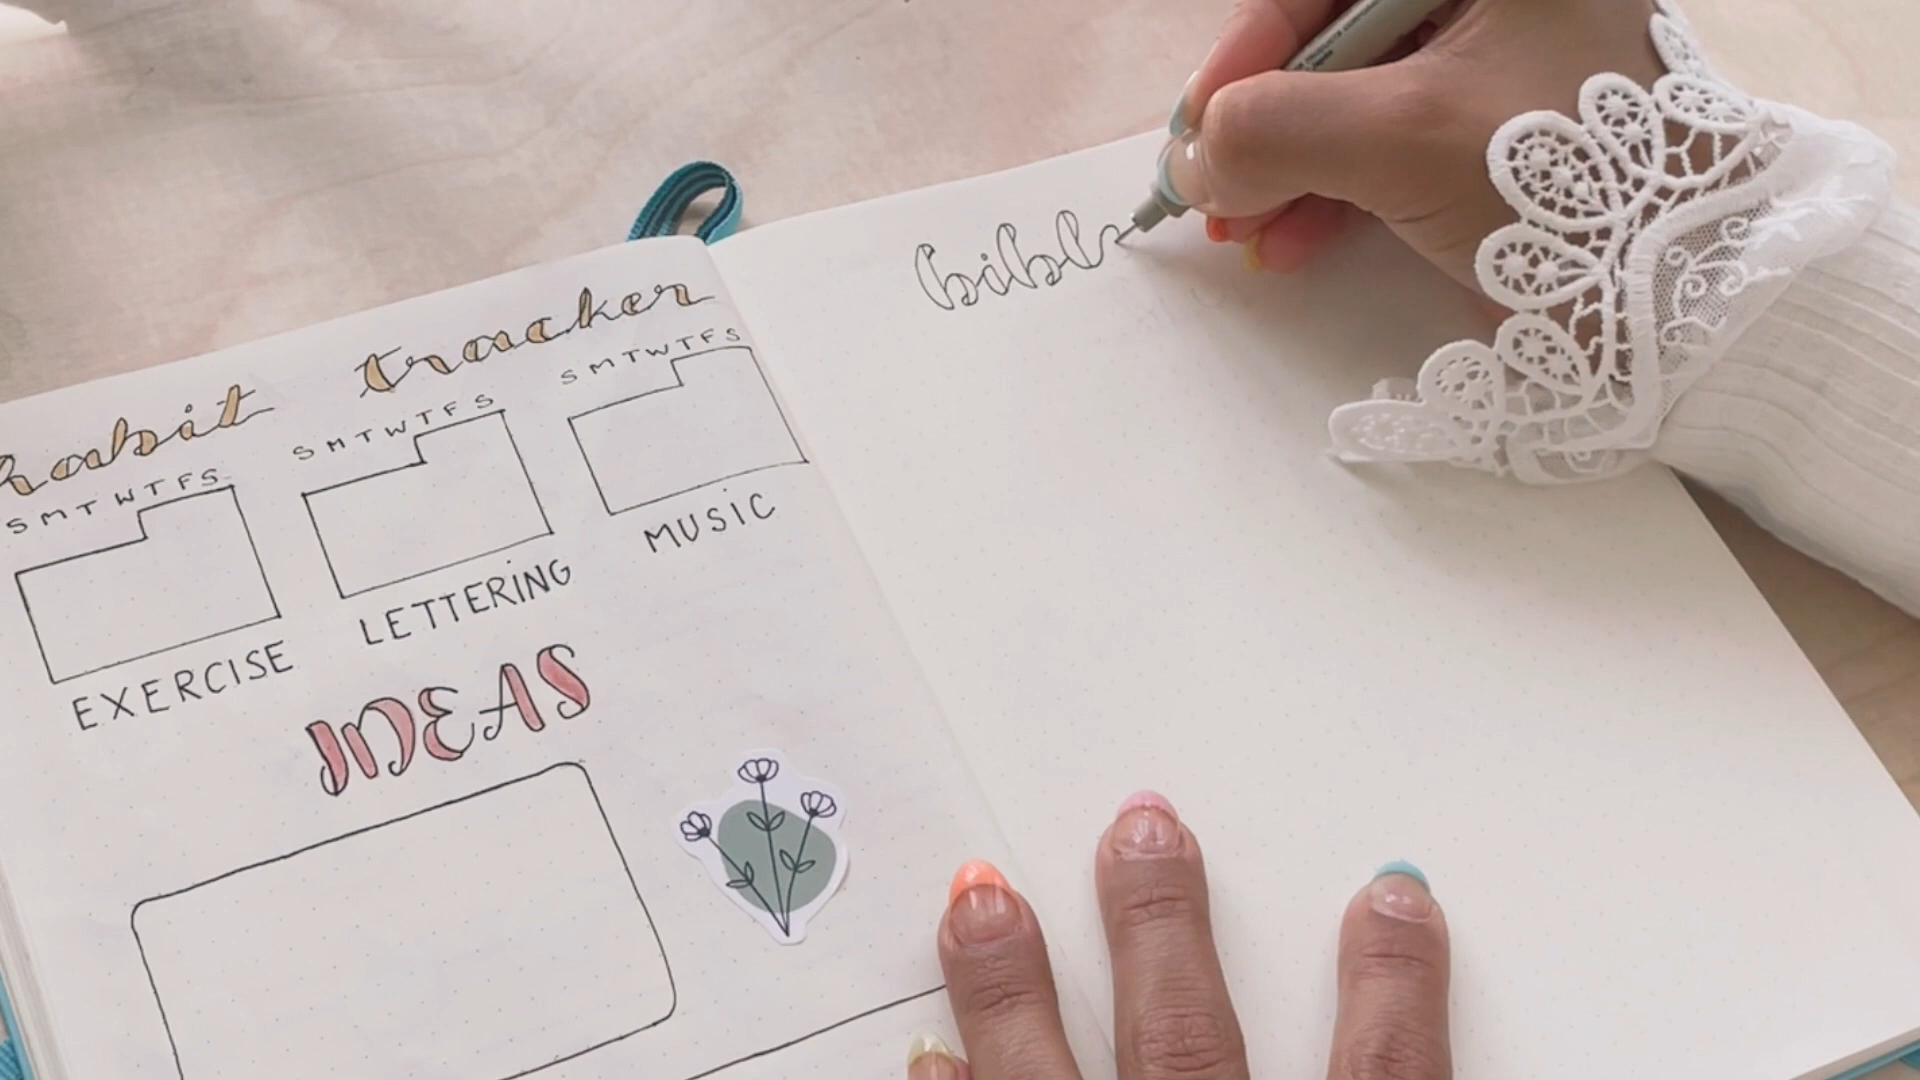 habit tracker
S M T W T F S
S M T W T F S
S M T W T F S
EXERCISE
LETTERING
MUSIC
IDEAS
bibl